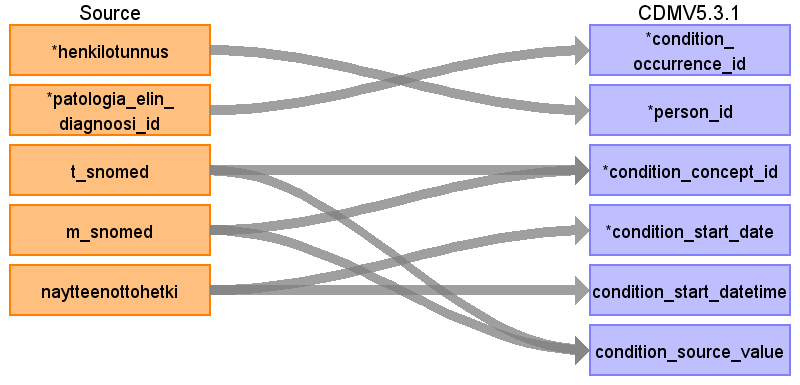 Source
CDMV5.3.1
*henkilotunnus
*condition_
occurrence_id
*patologia_elin_
diagnoosi_id
*person_id
t_snomed
*condition_concept_id
m_snomed
*condition_start_date
naytteenottohetki
condition_start_datetime
condition_source_value